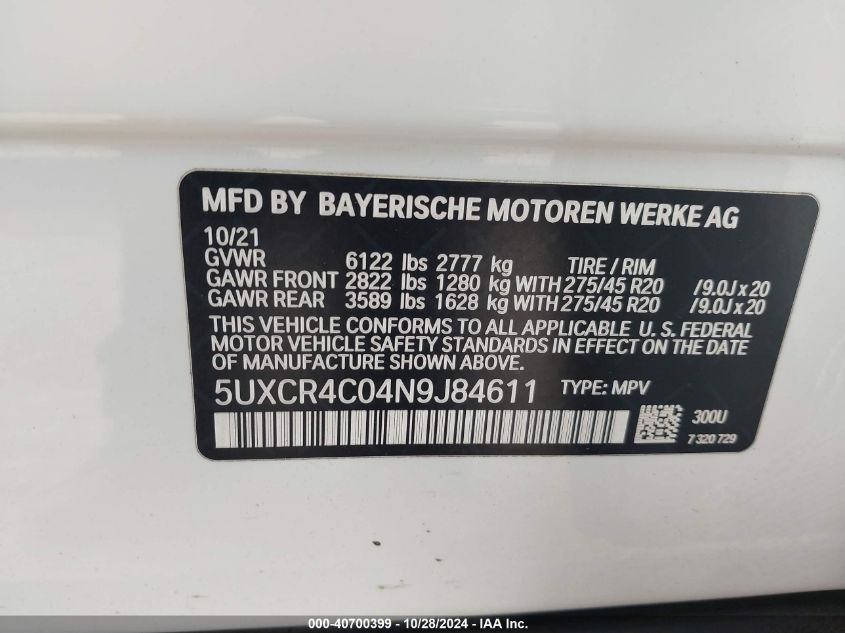 MFD BY BAYERISCHE MOTOREN WERKE AG
10/21
GVWR 6122 lbs 2777 kg TIRE / RIM
GAWR FRONT 2822 lbs 1280 kg WITH 275/45 R20 /9.0J x 20
GAWR REAR 3589 lbs 1628 kg WITH 275/45 R20 /9.0J x 20
THIS VEHICLE CONFORMS TO ALL APPLICABLE U. S. FEDERAL
MOTOR VEHICLE SAFETY STANDARDS IN EFFECT ON THE DATE
OF MANUFACTURE SHOWN ABOVE.
5UXCR4C04N9J84611 TYPE: MPV
300U
7 320 729
000-40700399 - 10/28/2024 - IAA Inc.